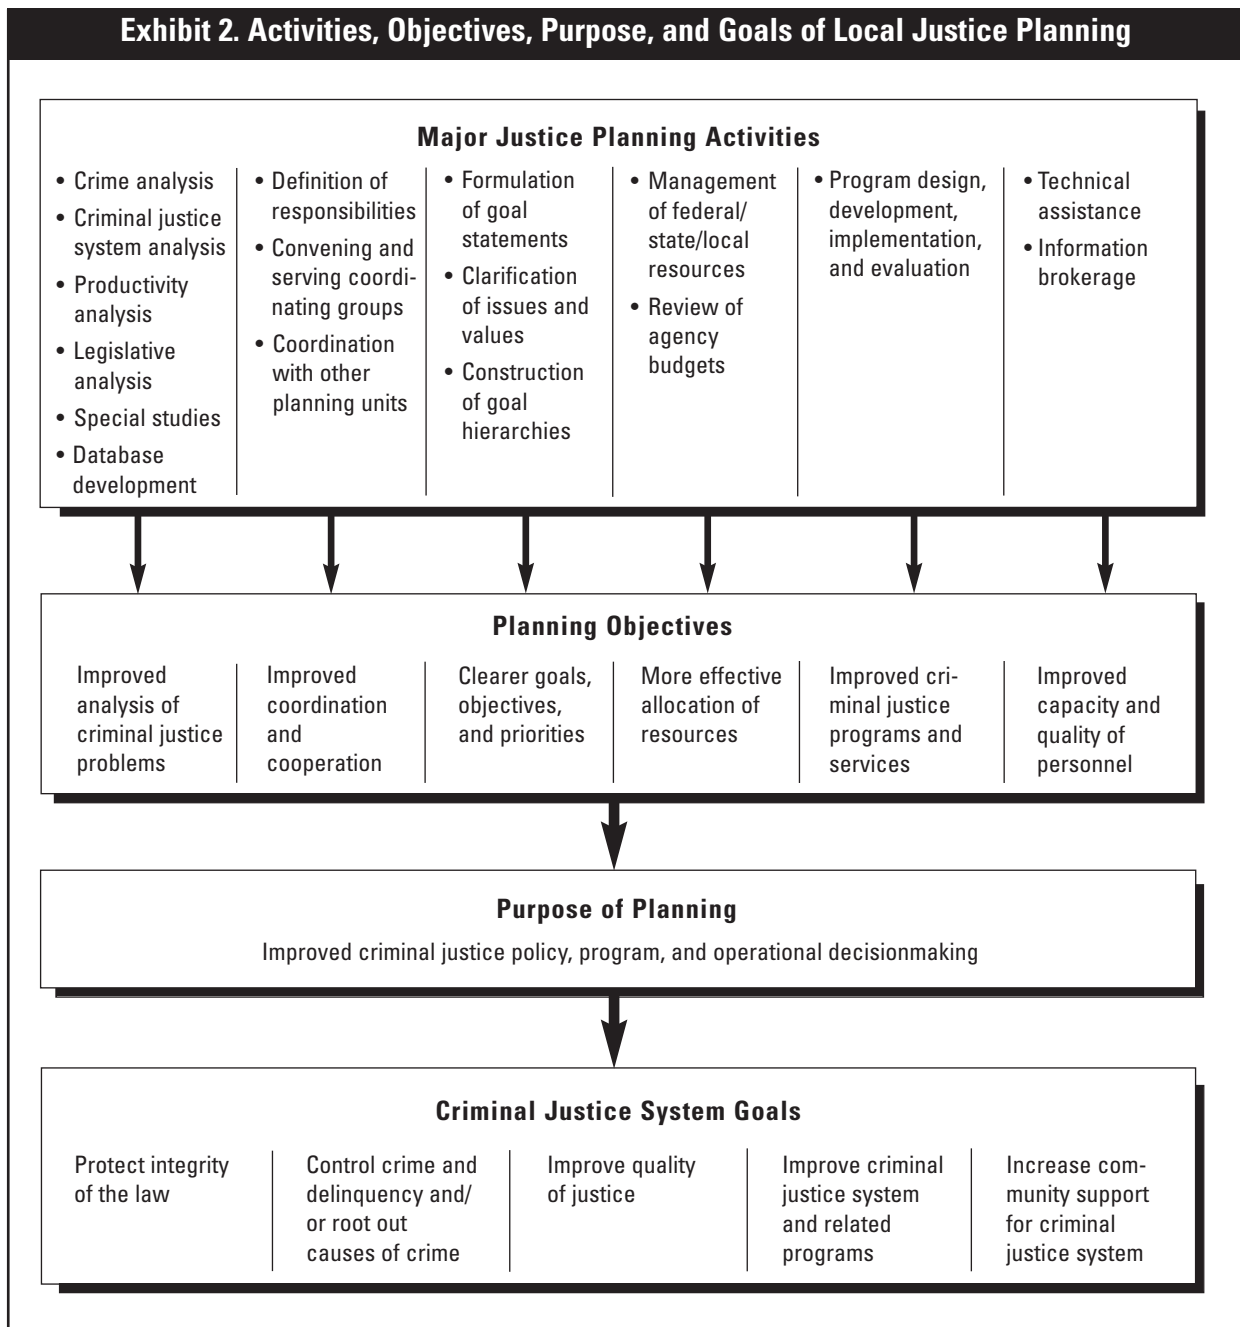 Exhibit 2. Activities, Objectives, Purpose, and Goals of Local Justice Planning
Major Justice Planning Activities
• Crime analysis
• Criminal justice
system analysis
• Productivity
analysis
• Legislative
analysis
• Special studies
• Database
development
• Definition of
responsibilities
• Convening and
serving coordi-
nating groups
• Coordination
with other
planning units
• Formulation
of goal
statements
• Clarification
of issues and
values
• Construction
of goal
hierarchies
• Management
of federal/
state/local
resources
• Review of
agency
budgets
• Program design,
development,
implementation,
and evaluation
• Technical
assistance
• Information
brokerage
Planning Objectives
Improved
analysis of
criminal justice
problems
Improved
coordination
and
cooperation
Clearer goals,
objectives,
and priorities
More effective
allocation of
resources
Improved cri-
minal justice
programs and
services
Improved
capacity and
quality of
personnel
Purpose of Planning
Improved criminal justice policy, program, and operational decisionmaking
Criminal Justice System Goals
Protect integrity
of the law
Control crime and
delinquency and/
or root out
causes of crime
Improve quality
of justice
Improve criminal
justice system
and related
programs
Increase com-
munity support
for criminal
justice system